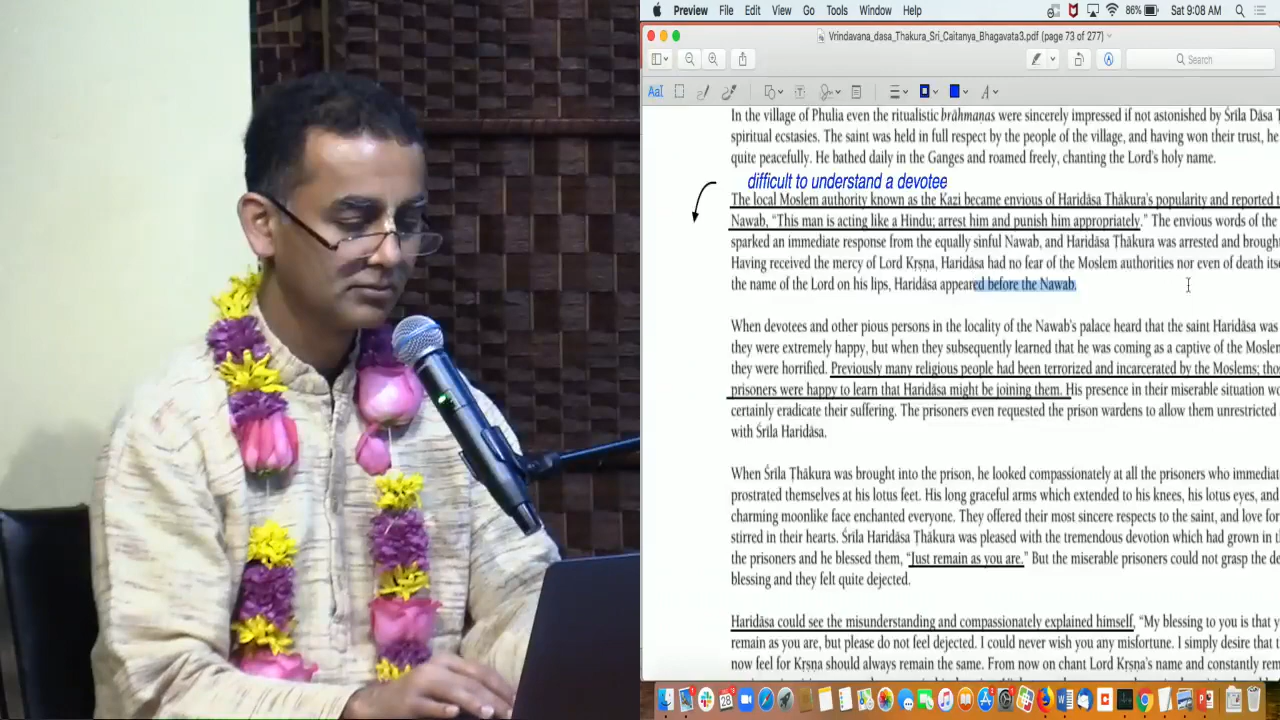 Preview File Edit View Go Tools Window Help 86% Sat 9:08 AM
Vrindavana_dasa_Thakura_Sri_Caitanya_Bhagavata3.pdf (page 73 of 277)
Search
AaI
In the village of Phulia even the ritualistic brāhmaṇas were sincerely impressed if not astonished by Śrīla Dāsa
spiritual ecstasies. The saint was held in full respect by the people of the village, and having won their trust, he
quite peacefully. He bathed daily in the Ganges and roamed freely, chanting the Lord's holy name.
difficult to understand a devotee
The local Moslem authority known as the Kazi became envious of Haridāsa Ṭhākura's popularity and reported t
Nawab, "This man is acting like a Hindu; arrest him and punish him appropriately." The envious words of the
sparked an immediate response from the equally sinful Nawab, and Haridāsa Ṭhākura was arrested and brough
Having received the mercy of Lord Kṛṣṇa, Haridāsa had no fear of the Moslem authorities nor even of death itse
the name of the Lord on his lips, Haridāsa appeared before the Nawab.
When devotees and other pious persons in the locality of the Nawab's palace heard that the saint Haridāsa was
they were extremely happy, but when they subsequently learned that he was coming as a captive of the Moslem
they were horrified. Previously many religious people had been terrorized and incarcerated by the Moslems; tho
prisoners were happy to learn that Haridāsa might be joining them. His presence in their miserable situation wo
certainly eradicate their suffering. The prisoners even requested the prison wardens to allow them unrestricted
with Śrīla Haridāsa.
When Śrīla Ṭhākura was brought into the prison, he looked compassionately at all the prisoners who immediat
prostrated themselves at his lotus feet. His long graceful arms which extended to his knees, his lotus eyes, and
charming moonlike face enchanted everyone. They offered their most sincere respects to the saint, and love for
stirred in their hearts. Śrīla Haridāsa Ṭhākura was pleased with the tremendous devotion which had grown in t
the prisoners and he blessed them, "Just remain as you are." But the miserable prisoners could not grasp the de
blessing and they felt quite dejected.
Haridāsa could see the misunderstanding and compassionately explained himself, "My blessing to you is that y
remain as you are, but please do not feel dejected. I could never wish you any misfortune. I simply desire that t
now feel for Kṛṣṇa should always remain the same. From now on chant Lord Kṛṣṇa's name and constantly rem